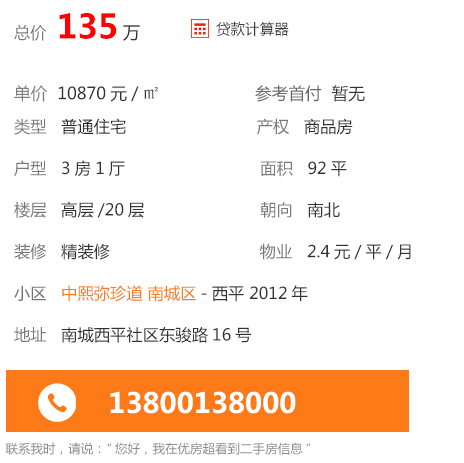 总价 135 万 贷款计算器
单价 10870 元 / ㎡ 参考首付 暂无
类型 普通住宅 产权 商品房
户型 3 房 1 厅 面积 92 平
楼层 高层 /20 层 朝向 南北
装修 精装修 物业 2.4 元 / 平 / 月
小区 中熙弥珍道 南城区 - 西平 2012 年
地址 南城西平社区东骏路 16 号
13800138000
联系我时，请说：“ 您好，我在优房超看到二手房信息 ”